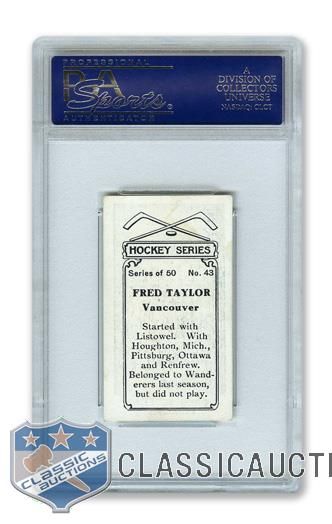 PROFESSIONAL
PSA
Sports®
AUTHENTICATOR
A
DIVISION OF
COLLECTORS
UNIVERSE
NASDAQ: CLCT
HOCKEY SERIES
Series of 50 No. 43
FRED TAYLOR
Vancouver
Started with
Listowel. With
Houghton, Mich.,
Pittsburg, Ottawa
and Renfrew.
Belonged to Wand-
erers last season,
but did not play.
CLASSIC
AUCTIONS
CLASSICAUCTI